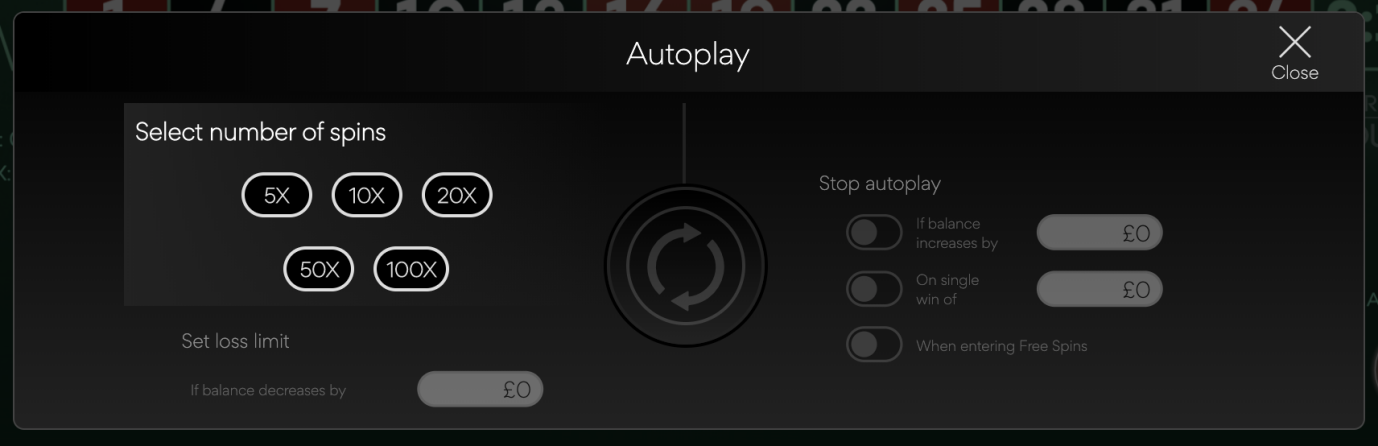 Autoplay
Close
Select number of spins
5X 10X 20X
50X 100X
Set loss limit
If balance decreases by £0
Stop autoplay
If balance
increases by £0
On single
win of £0
When entering Free Spins